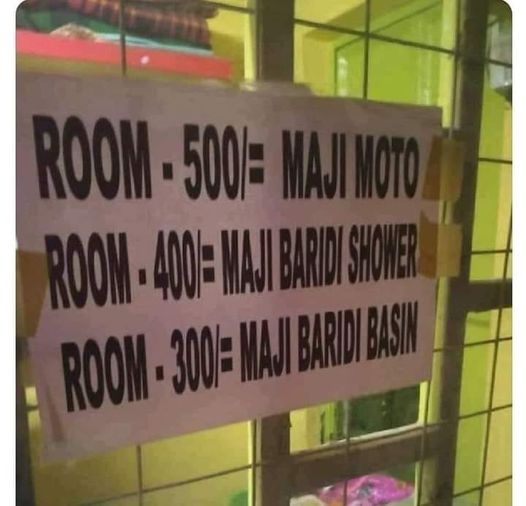 ROOM - 500/= MAJI MOTO
ROOM - 400/= MAJI BARIDI SHOWER
ROOM - 300/= MAJI BARIDI BASIN